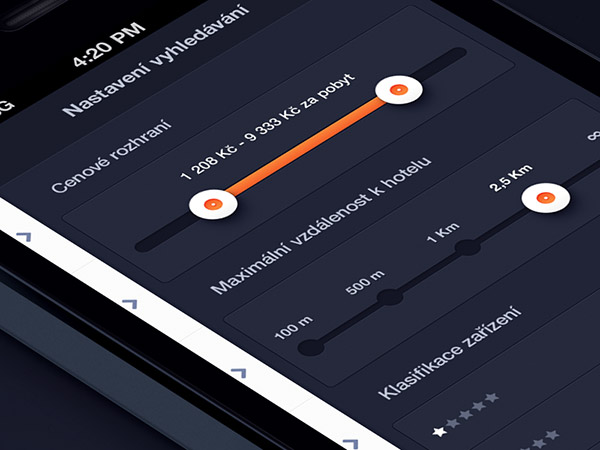 3G
4:20 PM
Nastavení vyhledávání
Cenové rozhraní
1 208 Kč - 9 333 Kč za pobyt
Maximální vzdálenost k hotelu
100 m
500 m
1 Km
2,5 Km
∞
Klasifikace zařízení